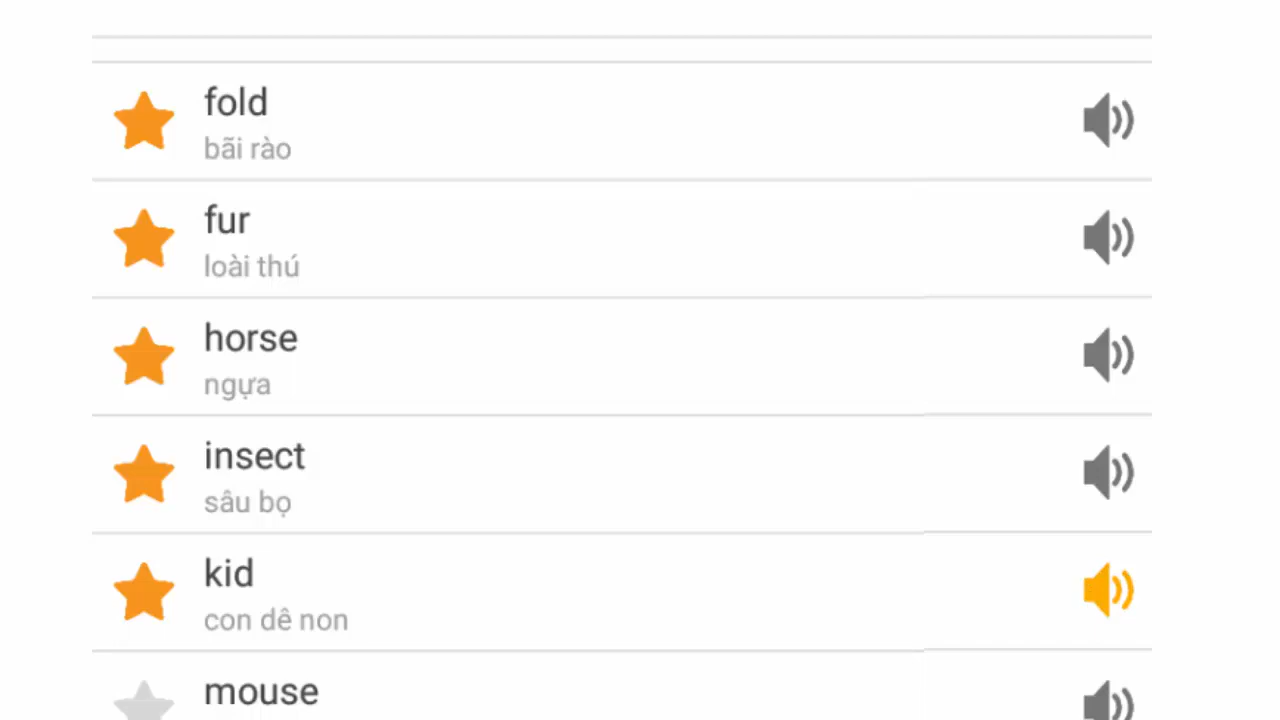 fold
bãi rào
fur
loài thú
horse
ngựa
insect
sâu bọ
kid
con dê non
mouse